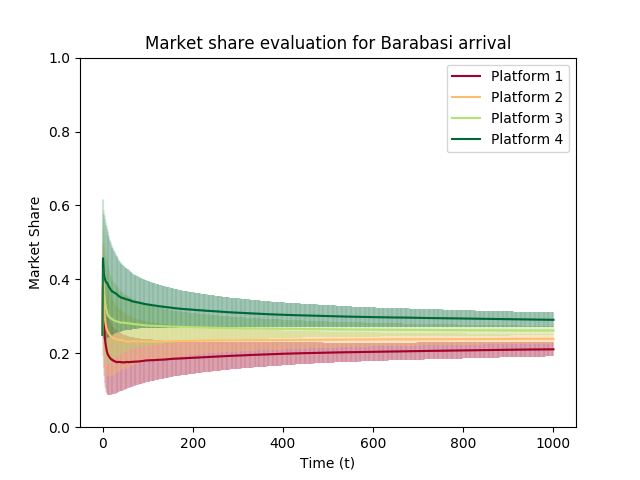 Market share evaluation for Barabasi arrival
1.0
0.8
0.6
0.4
0.2
0.0
Market Share
Platform 1
Platform 2
Platform 3
Platform 4
0
200
400
600
800
1000
Time (t)